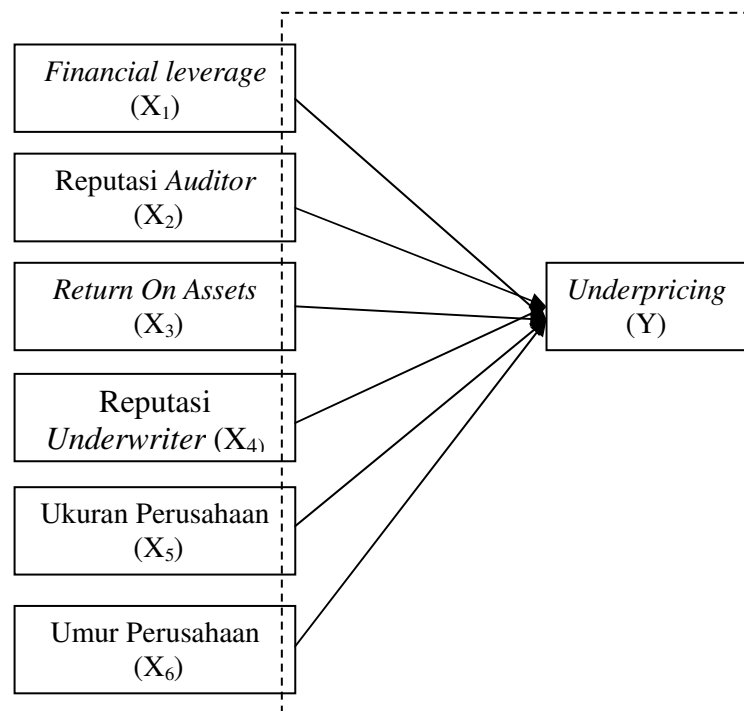 Financial leverage
(X₁)
Reputasi Auditor
(X₂)
Return On Assets
(X₃)
Reputasi
Underwriter (X₄)
Ukuran Perusahaan
(X₅)
Umur Perusahaan
(X₆)
Underpricing
(Y)